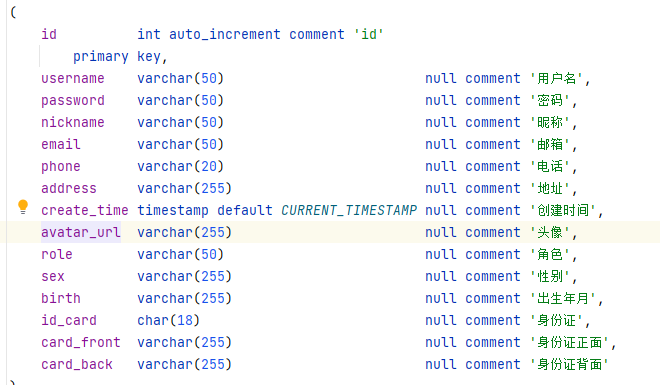 (
id int auto_increment comment 'id'
primary key,
username varchar(50) null comment '用户名',
password varchar(50) null comment '密码',
nickname varchar(50) null comment '昵称',
email varchar(50) null comment '邮箱',
phone varchar(20) null comment '电话',
address varchar(255) null comment '地址',
create_time timestamp default CURRENT_TIMESTAMP null comment '创建时间',
avatar_url varchar(255) null comment '头像',
role varchar(50) null comment '角色',
sex varchar(255) null comment '性别',
birth varchar(255) null comment '出生年月',
id_card char(18) null comment '身份证',
card_front varchar(255) null comment '身份证正面',
card_back varchar(255) null comment '身份证背面'
)